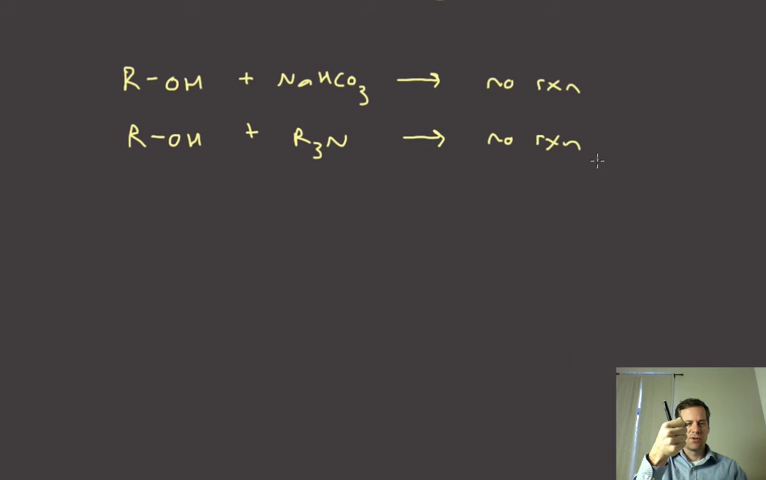 R-OH + NaHCO3 → no rxn
R-OH + R3N → no rxn